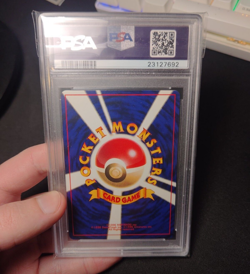 PSA
PSA
23127692
POCKET MONSTERS
CARD GAME